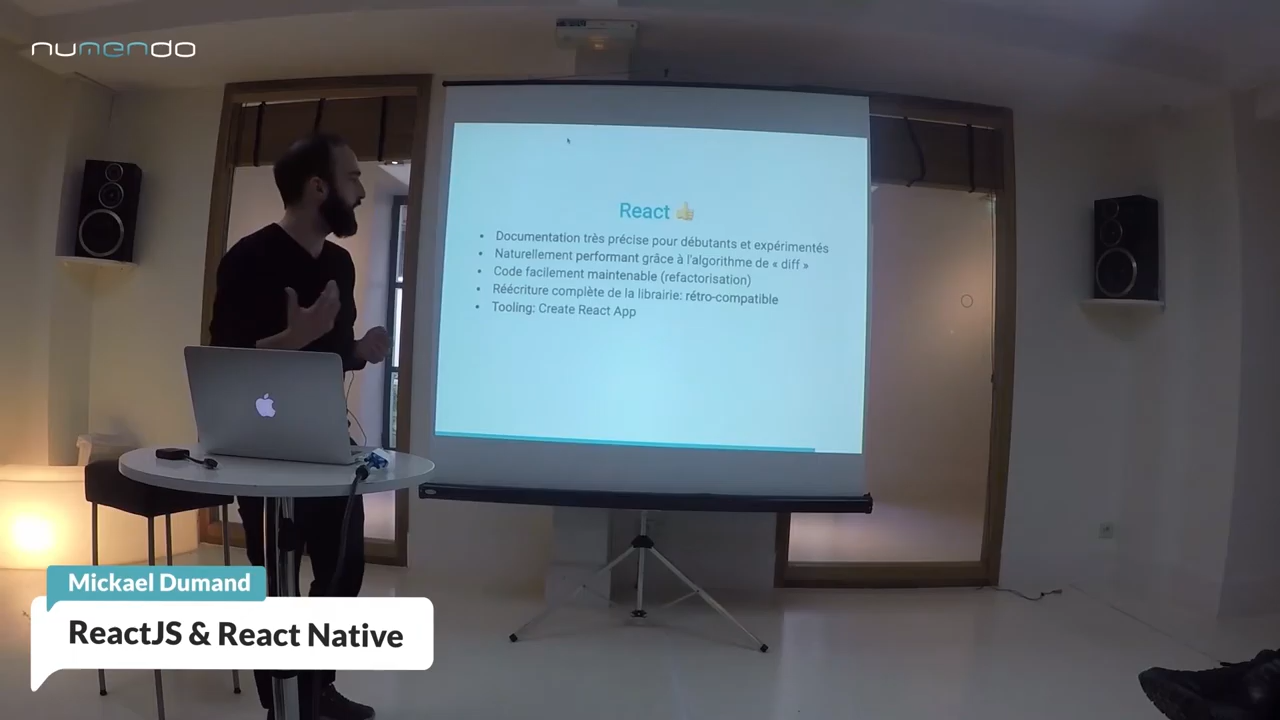 numendo
React 👍
• Documentation très précise pour débutants et expérimentés
• Naturellement performant grâce à l'algorithme de « diff »
• Code facilement maintenable (refactorisation)
• Réécriture complète de la librairie: rétro-compatible
• Tooling: Create React App
Mickael Dumand
ReactJS & React Native